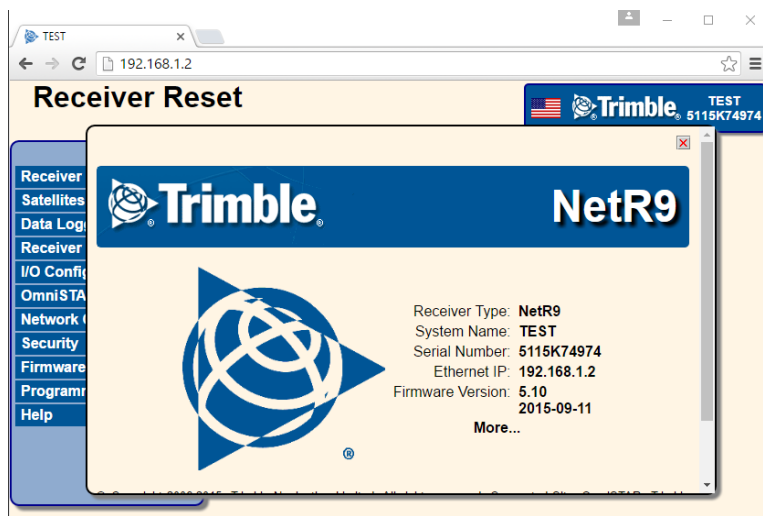 TEST
192.168.1.2
Receiver Reset
Trimble
TEST
5115K74974
Receiver
Satellites
Data Logg
Receiver
I/O Config
OmniSTA
Network
Security
Firmware
Programm
Help
Trimble
NetR9
Receiver Type: NetR9
System Name: TEST
Serial Number: 5115K74974
Ethernet IP: 192.168.1.2
Firmware Version: 5.10
2015-09-11
More...